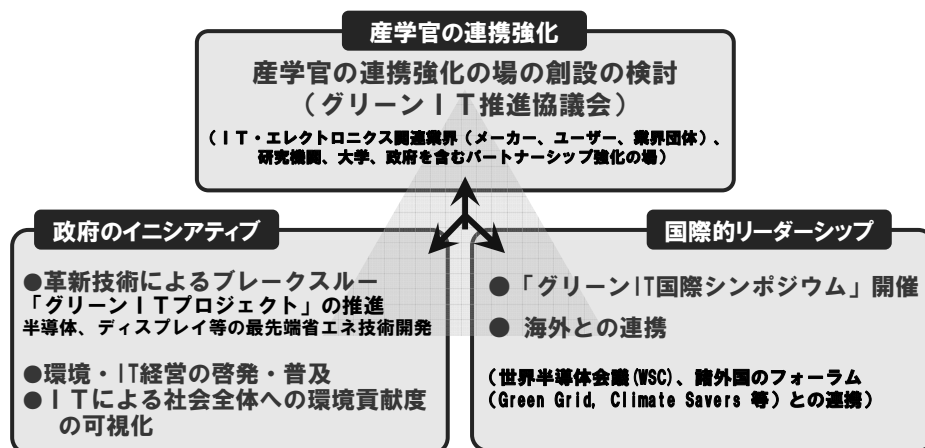 産学官の連携強化
産学官の連携強化の場の創設の検討
（グリーンＩＴ推進協議会）
（ＩＴ・エレクトロニクス関連業界（メーカー、ユーザー、業界団体）、
研究機関、大学、政府を含むパートナーシップ強化の場）
政府のイニシアティブ
●革新技術によるブレークスルー
「グリーンＩＴプロジェクト」の推進
半導体、ディスプレイ等の最先端省エネ技術開発
●環境・IT経営の啓発・普及
●ＩＴによる社会全体への環境貢献度
の可視化
国際的リーダーシップ
●「グリーンIT国際シンポジウム」開催
● 海外との連携
（世界半導体会議(WSC)、諸外国のフォーラム
（Green Grid, Climate Savers 等）との連携）